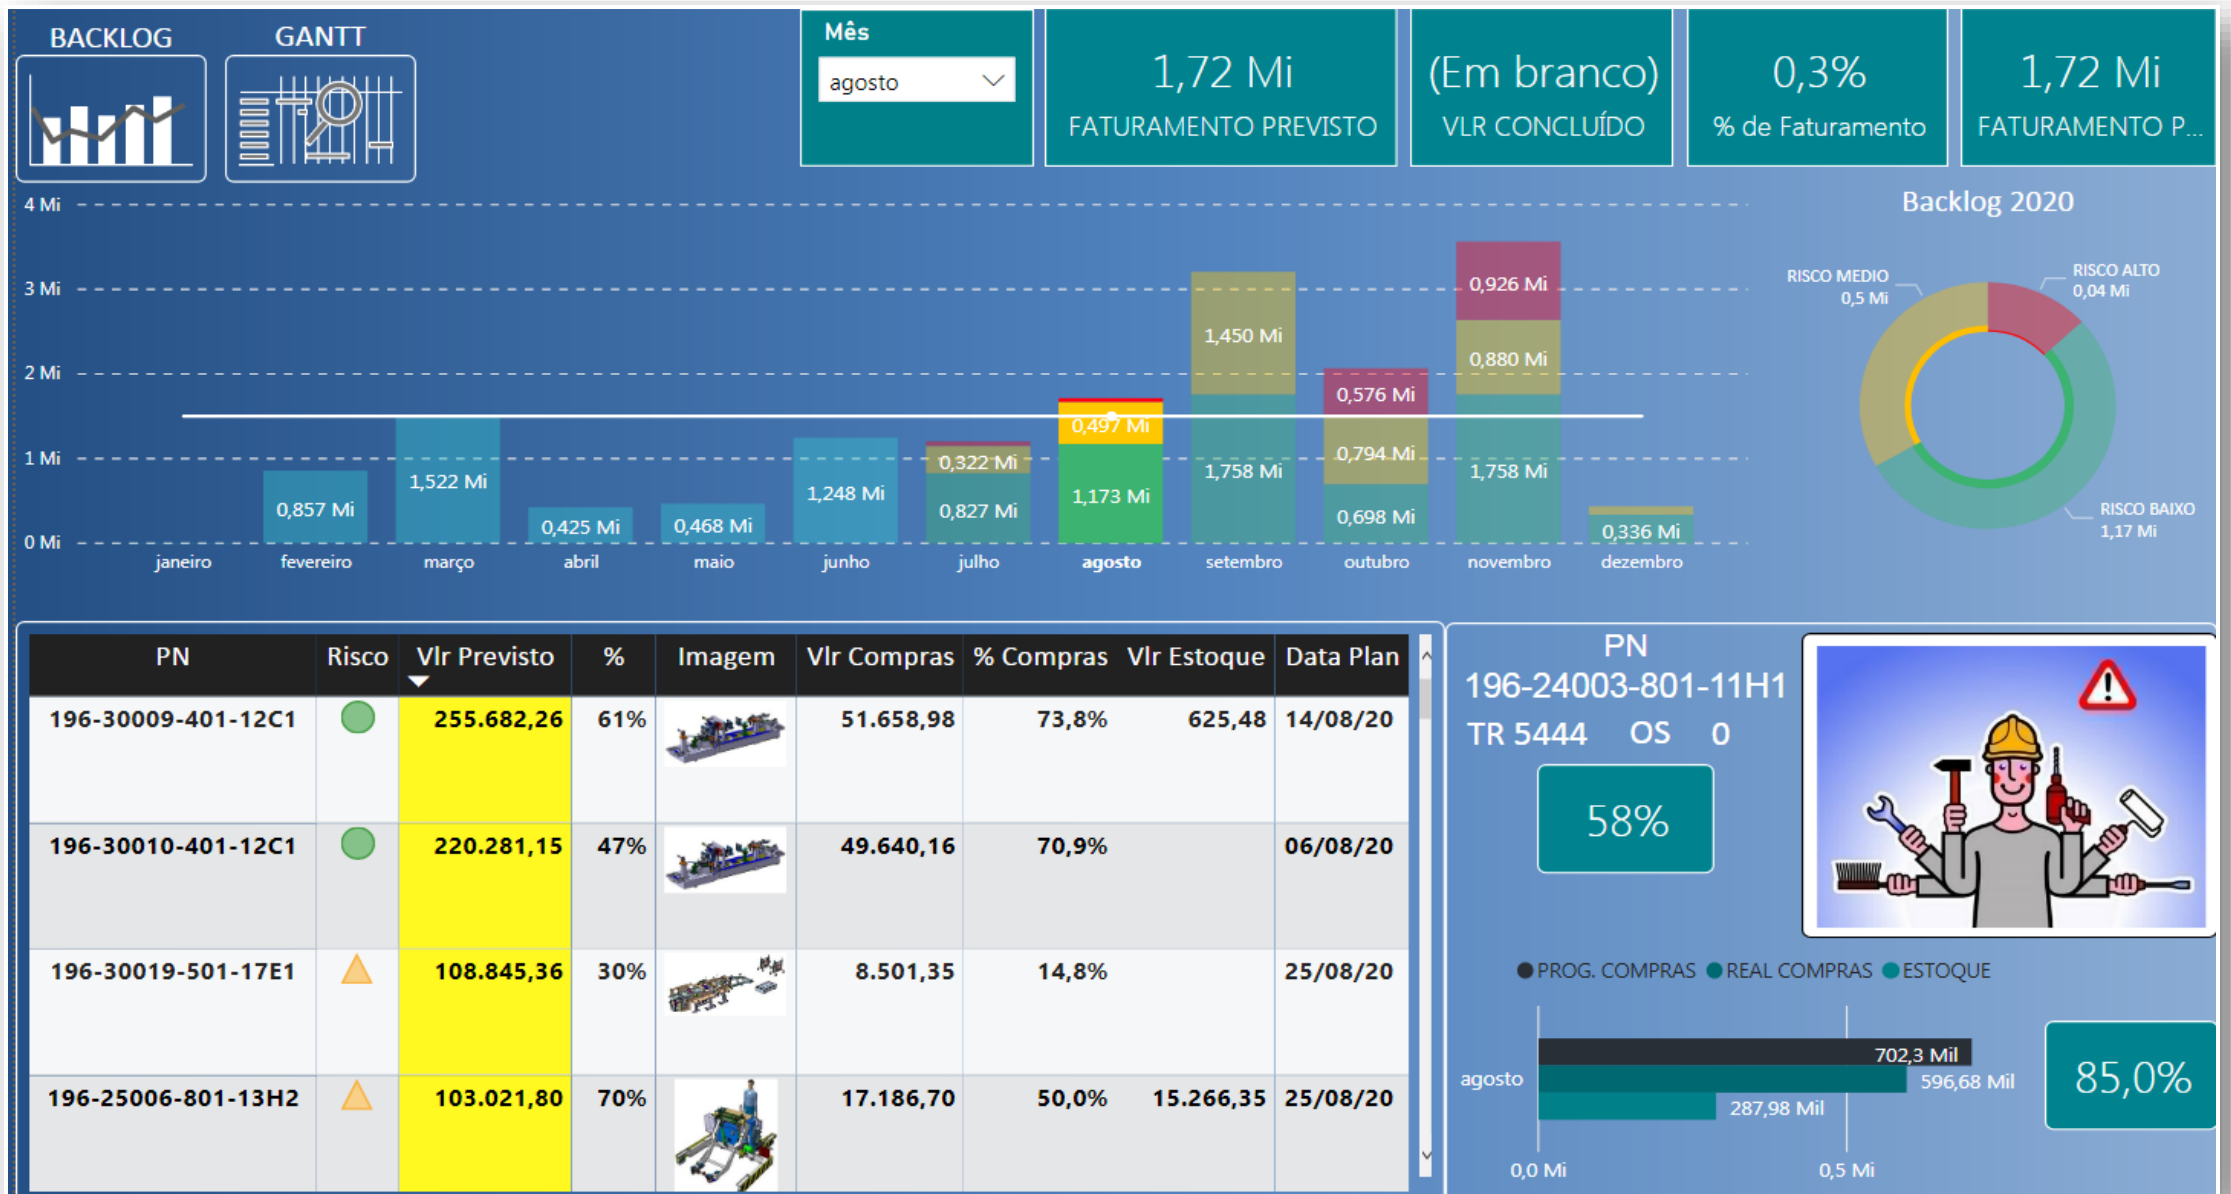 BACKLOG
GANTT
Mês
agosto
1,72 Mi
FATURAMENTO PREVISTO
(Em branco)
VLR CONCLUÍDO
0,3%
% de Faturamento
1,72 Mi
FATURAMENTO P...
4 Mi
3 Mi
2 Mi
1 Mi
0 Mi
0,857 Mi
1,522 Mi
0,425 Mi
0,468 Mi
1,248 Mi
0,322 Mi
0,827 Mi
0,497 Mi
1,173 Mi
1,450 Mi
1,758 Mi
0,576 Mi
0,794 Mi
0,698 Mi
0,926 Mi
0,880 Mi
1,758 Mi
0,336 Mi
janeiro fevereiro março abril maio junho julho agosto setembro outubro novembro dezembro
Backlog 2020
RISCO MEDIO
0,5 Mi
RISCO ALTO
0,04 Mi
RISCO BAIXO
1,17 Mi
PN Risco Vlr Previsto % Imagem Vlr Compras % Compras Vlr Estoque Data Plan
196-30009-401-12C1 255.682,26 61% 51.658,98 73,8% 625,48 14/08/20
196-30010-401-12C1 220.281,15 47% 49.640,16 70,9% 06/08/20
196-30019-501-17E1 108.845,36 30% 8.501,35 14,8% 25/08/20
196-25006-801-13H2 103.021,80 70% 17.186,70 50,0% 15.266,35 25/08/20
PN
196-24003-801-11H1
TR 5444 OS 0
58%
PROG. COMPRAS REAL COMPRAS ESTOQUE
agosto
702,3 Mil
596,68 Mil
287,98 Mil
0,0 Mi 0,5 Mi
85,0%